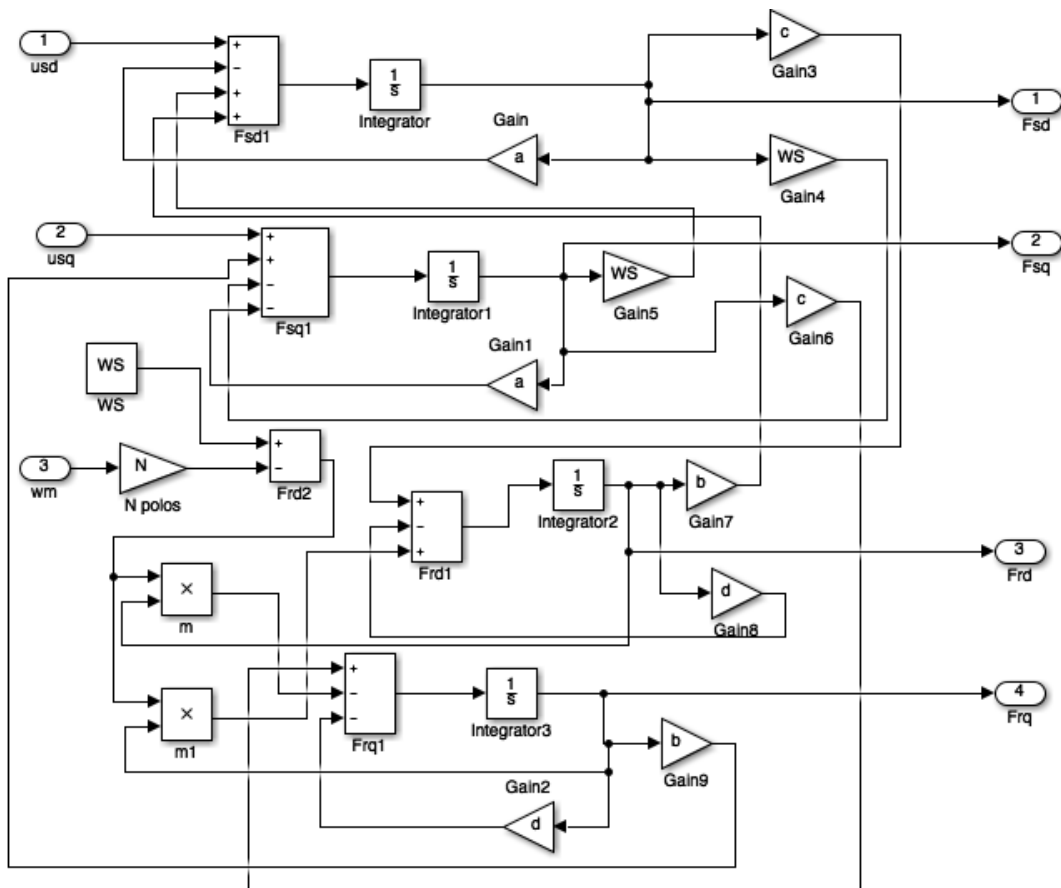 1
usd
+
−
+
+
Fsd1
1
s
Integrator
Gain
a
c
Gain3
1
Fsd
WS
Gain4
2
usq
+
+
−
−
Fsq1
1
s
Integrator1
WS
Gain5
2
Fsq
c
Gain6
Gain1
a
WS
WS
3
wm
N
N polos
+
−
Frd2
+
−
+
Frd1
1
s
Integrator2
b
Gain7
3
Frd
d
Gain8
×
m
×
m1
+
−
−
Frq1
1
s
Integrator3
4
Frq
b
Gain9
Gain2
d